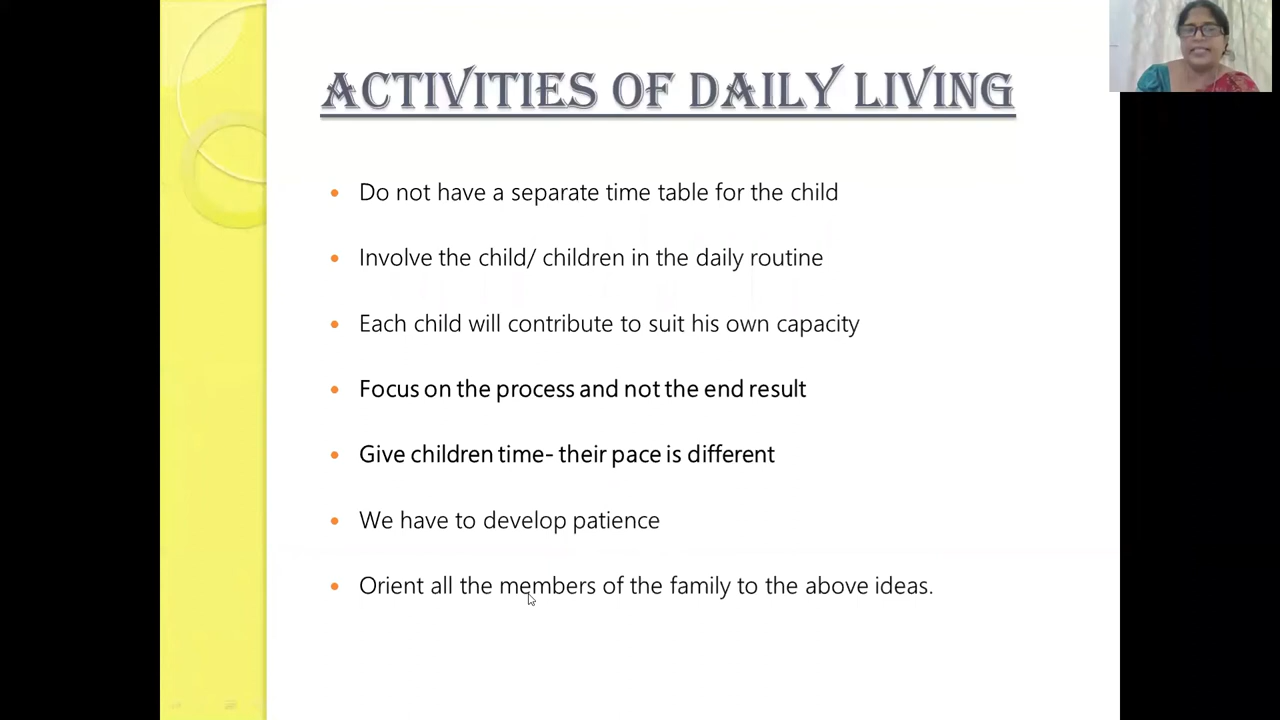 ACTIVITIES OF DAILY LIVING
Do not have a separate time table for the child
Involve the child/ children in the daily routine
Each child will contribute to suit his own capacity
Focus on the process and not the end result
Give children time- their pace is different
We have to develop patience
Orient all the members of the family to the above ideas.